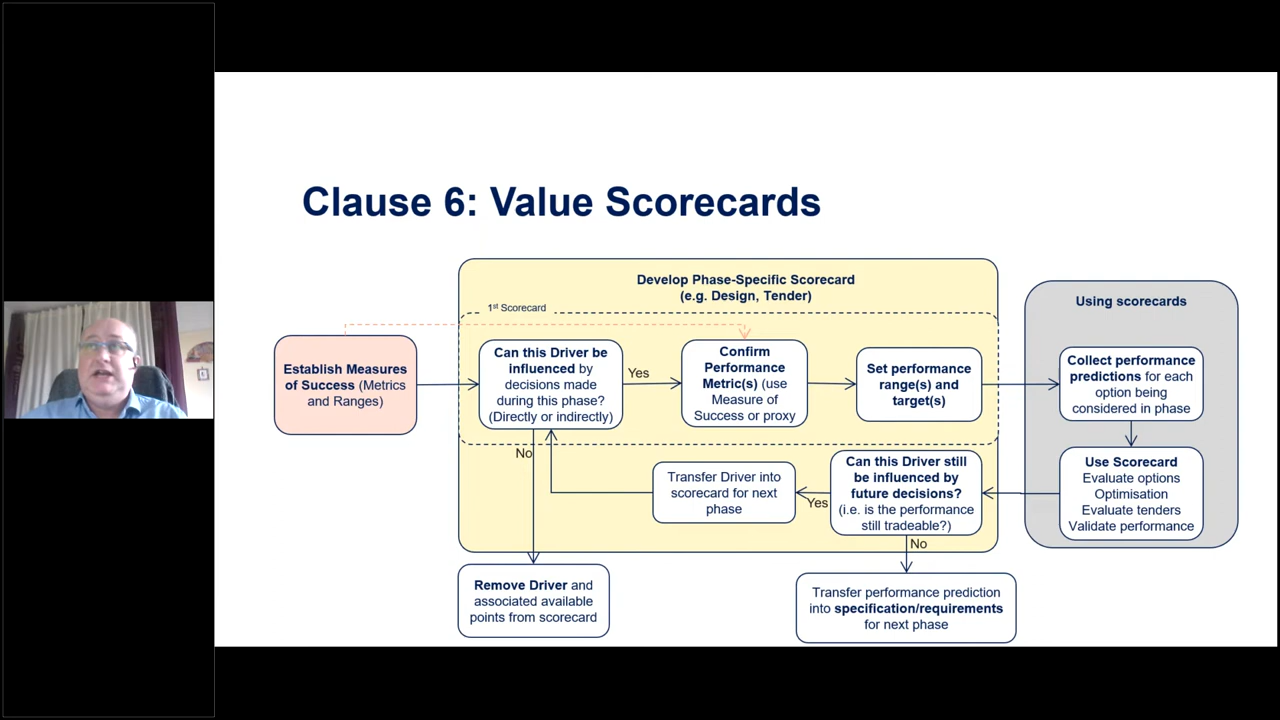 Clause 6: Value Scorecards
Develop Phase-Specific Scorecard
(e.g. Design, Tender)
1st Scorecard
Using scorecards
Establish Measures
of Success (Metrics
and Ranges)
Can this Driver be
influenced by
decisions made
during this phase?
(Directly or indirectly)
Yes
Confirm
Performance
Metric(s) (use
Measure of
Success or proxy
Set performance
range(s) and
target(s)
Collect performance
predictions for each
option being
considered in phase
Use Scorecard
Evaluate options
Optimisation
Evaluate tenders
Validate performance
Can this Driver still
be influenced by
future decisions?
(i.e. is the performance
still tradeable?)
Yes
Transfer Driver into
scorecard for next
phase
No
No
Remove Driver and
associated available
points from scorecard
Transfer performance prediction
into specification/requirements
for next phase